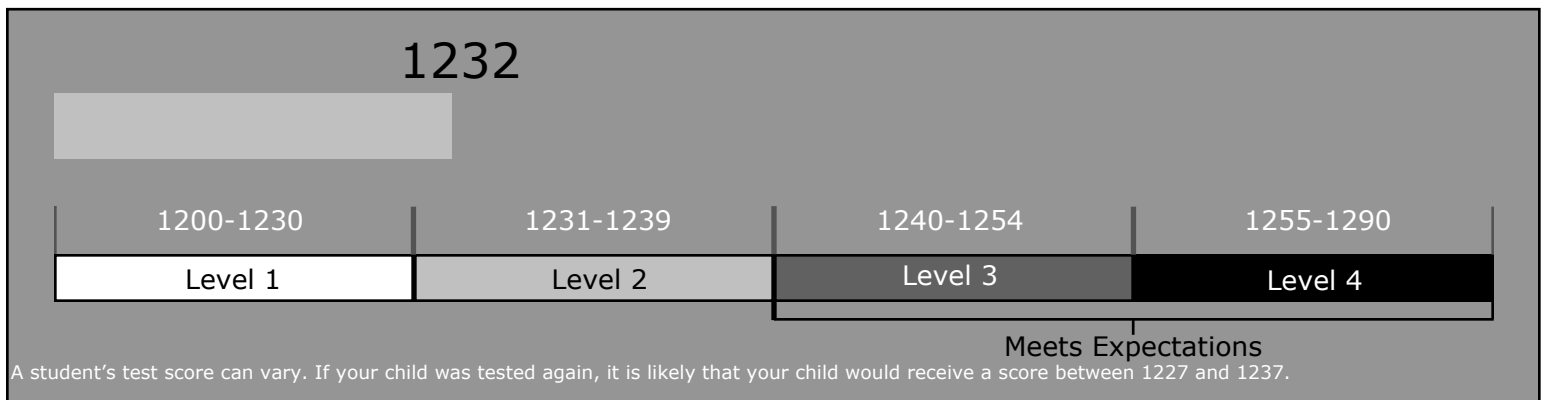 1232
1200-1230 1231-1239 1240-1254 1255-1290
Level 1 Level 2 Level 3 Level 4
Meets Expectations
A student’s test score can vary. If your child was tested again, it is likely that your child would receive a score between 1227 and 1237.